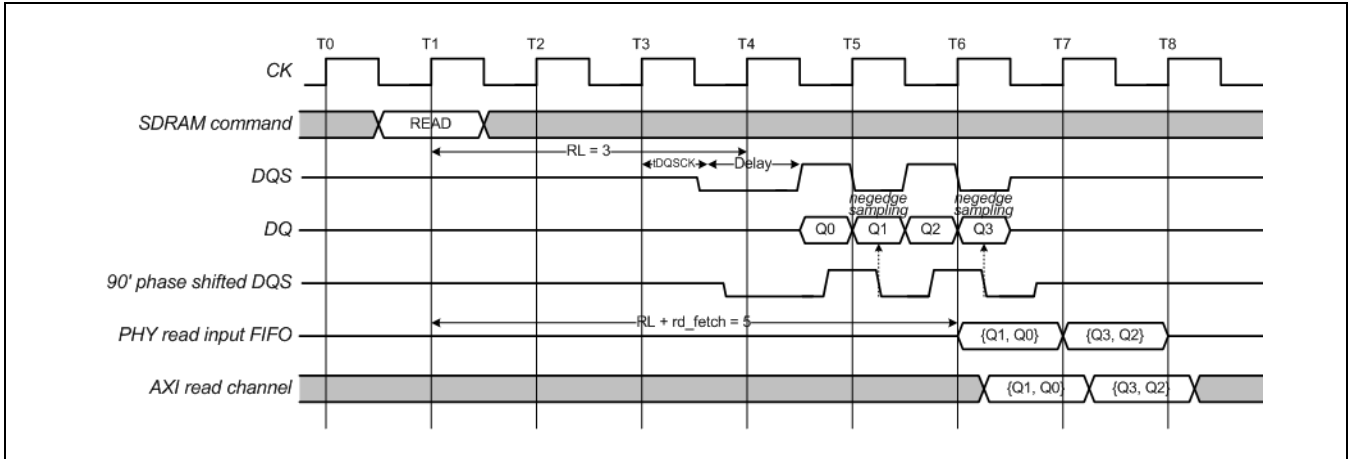 T0 T1 T2 T3 T4 T5 T6 T7 T8
CK
SDRAM command READ
RL = 3
tDQSCK Delay
DQS
negedge negedge
sampling sampling
DQ Q0 Q1 Q2 Q3
90' phase shifted DQS
RL + rd_fetch = 5
PHY read input FIFO {Q1, Q0} {Q3, Q2}
AXI read channel {Q1, Q0} {Q3, Q2}